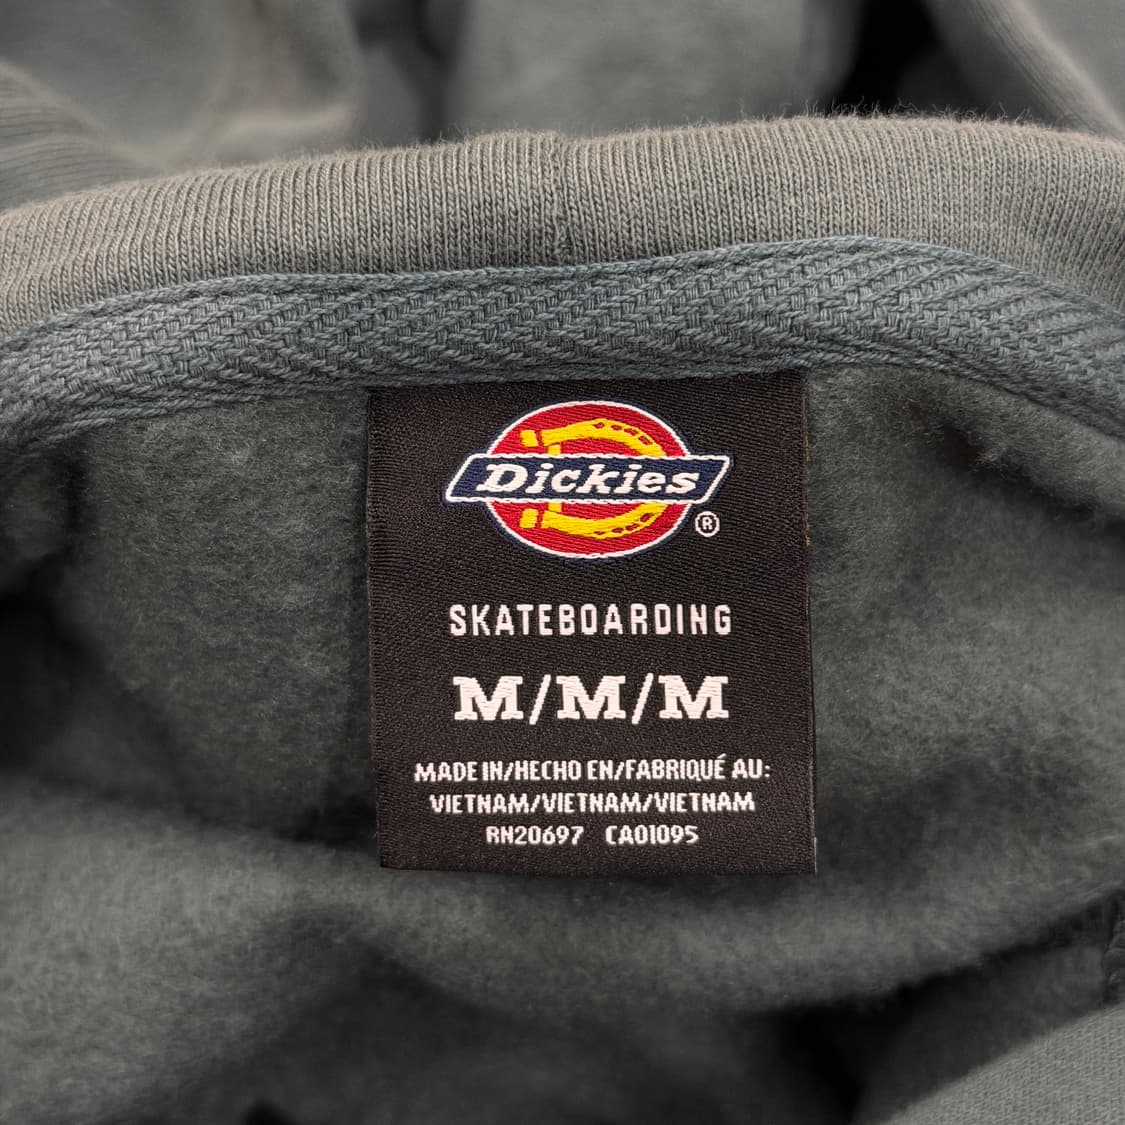 Dickies
®
SKATEBOARDING
M/M/M
MADE IN/HECHO EN/FABRIQUÉ AU:
VIETNAM/VIETNAM/VIETNAM
RN20697 CA01095